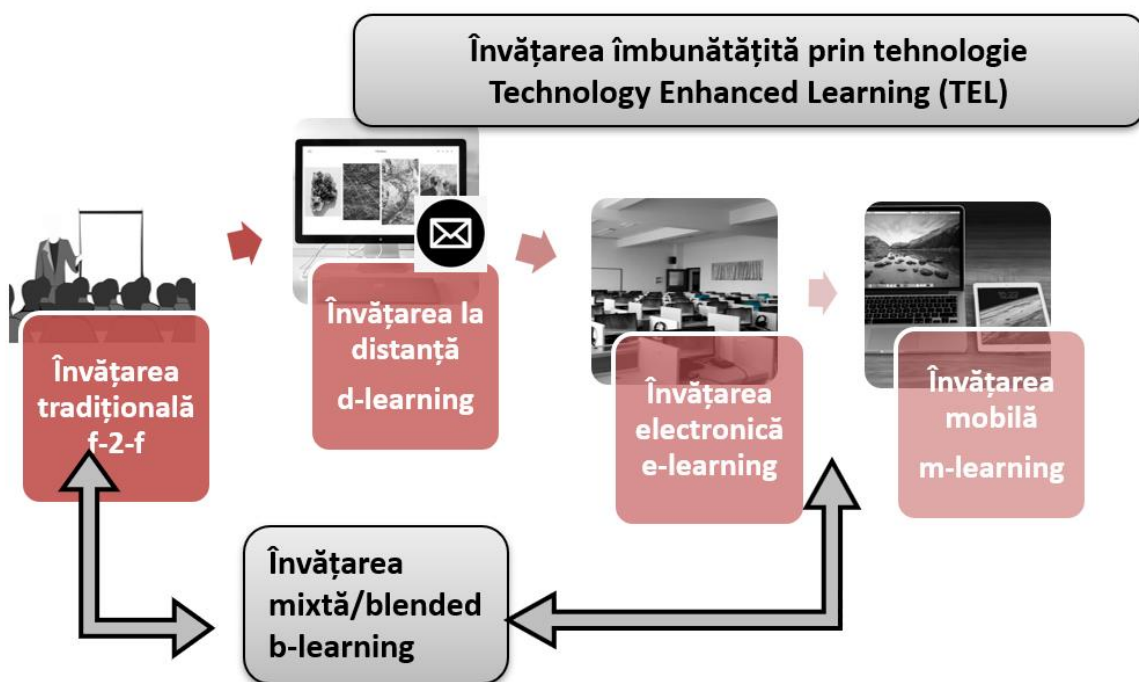 Învățarea îmbunătățită prin tehnologie
Technology Enhanced Learning (TEL)
Învățarea
tradițională
f-2-f
Învățarea la
distanță
d-learning
Învățarea
electronică
e-learning
Învățarea
mobilă
m-learning
Învățarea
mixtă/blended
b-learning